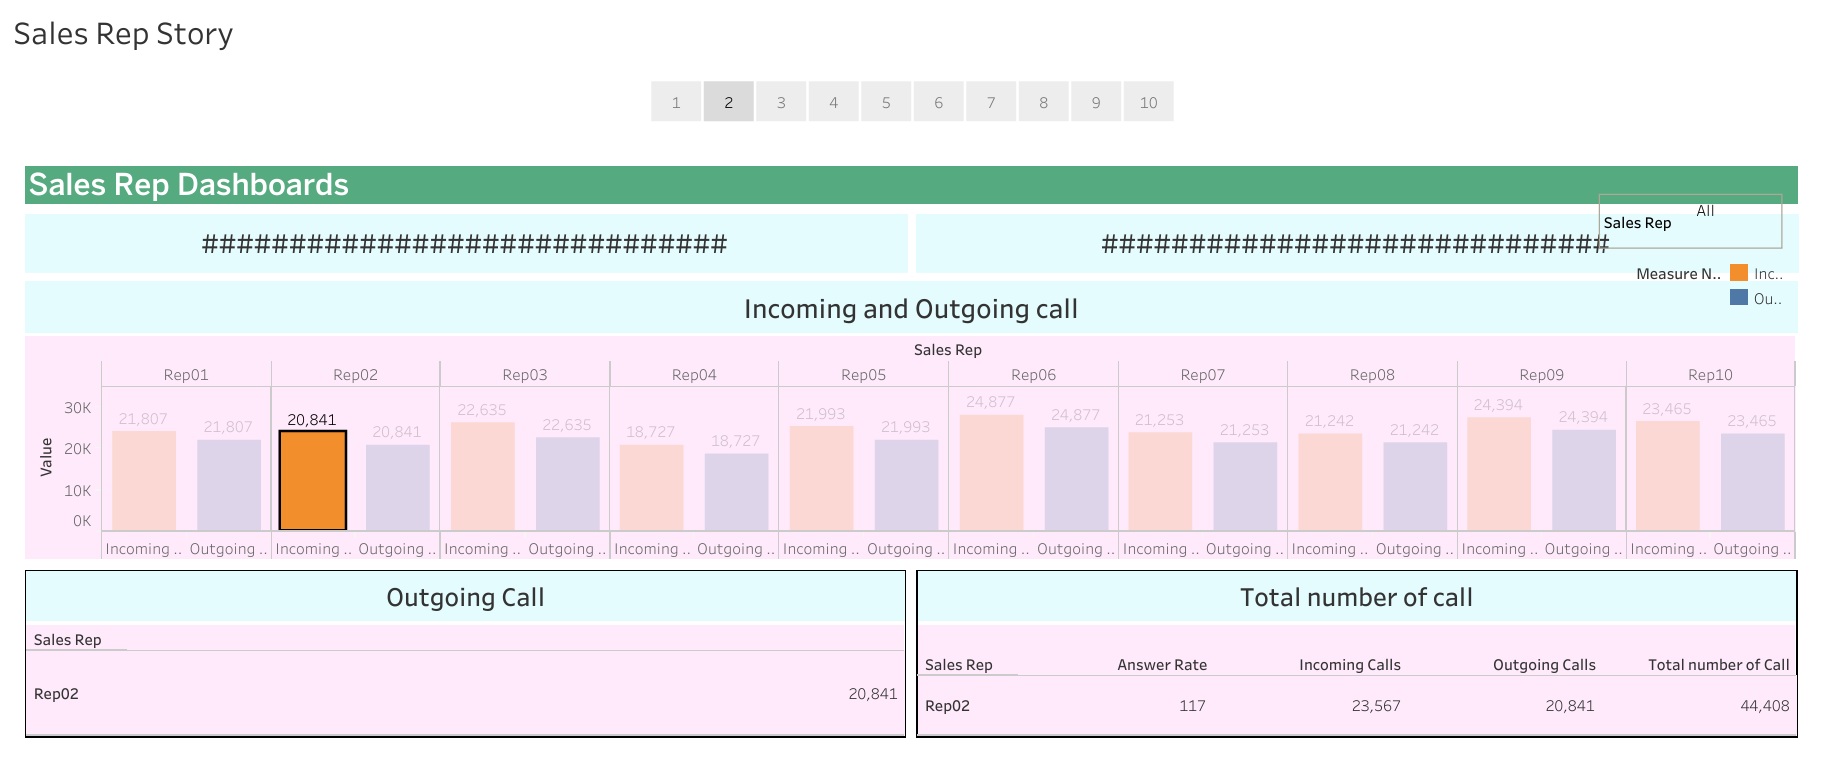 Sales Rep Story
1 2 3 4 5 6 7 8 9 10
Sales Rep Dashboards
All
Sales Rep
############################## #############################
Measure N.. Inc..
Ou..
Incoming and Outgoing call
Sales Rep
Rep01 Rep02 Rep03 Rep04 Rep05 Rep06 Rep07 Rep08 Rep09 Rep10
Value
30K
20K
10K
0K
21,807 21,807 20,841 20,841 22,635 22,635 18,727 18,727 21,993 21,993 24,877 24,877 21,253 21,253 21,242 21,242 24,394 24,394 23,465 23,465
Incoming .. Outgoing .. Incoming .. Outgoing .. Incoming .. Outgoing .. Incoming .. Outgoing .. Incoming .. Outgoing .. Incoming .. Outgoing .. Incoming .. Outgoing .. Incoming .. Outgoing .. Incoming .. Outgoing .. Incoming .. Outgoing ..
Outgoing Call
Sales Rep
Rep02 20,841
Total number of call
Sales Rep Answer Rate Incoming Calls Outgoing Calls Total number of Call
Rep02 117 23,567 20,841 44,408